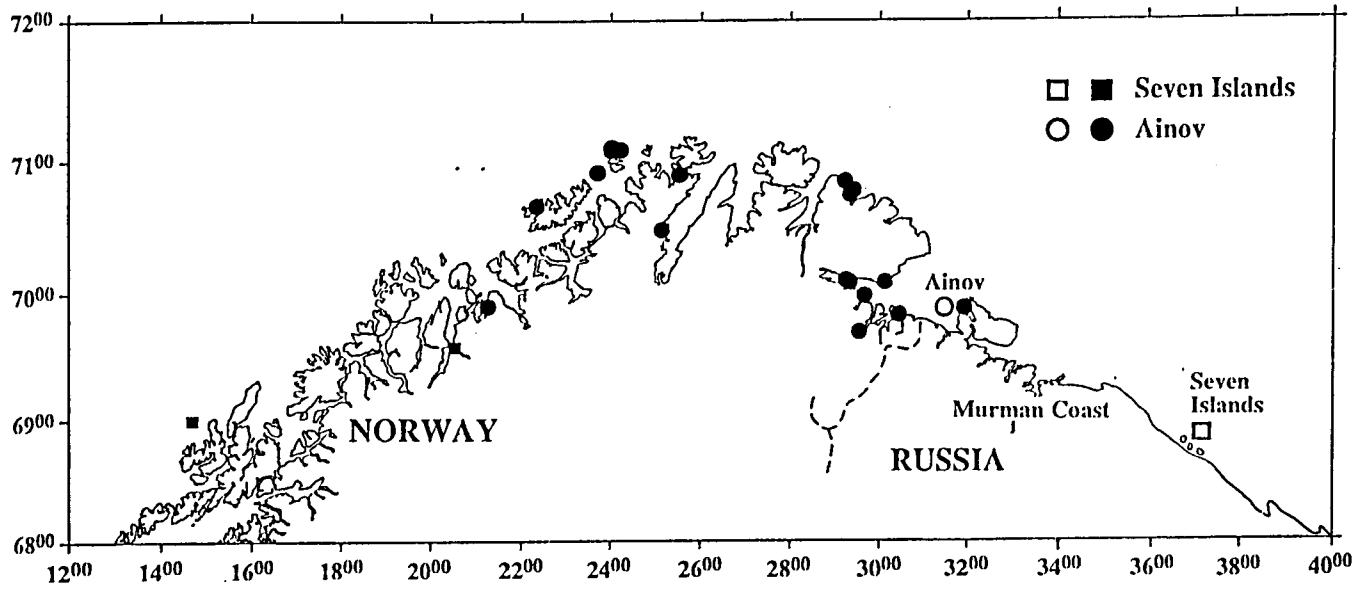 72⁰⁰
71⁰⁰
70⁰⁰
69⁰⁰
68⁰⁰
Seven Islands
Ainov
Ainov
Seven
Islands
Murman Coast
NORWAY
RUSSIA
12⁰⁰ 14⁰⁰ 16⁰⁰ 18⁰⁰ 20⁰⁰ 22⁰⁰ 24⁰⁰ 26⁰⁰ 28⁰⁰ 30⁰⁰ 32⁰⁰ 34⁰⁰ 36⁰⁰ 38⁰⁰ 40⁰⁰